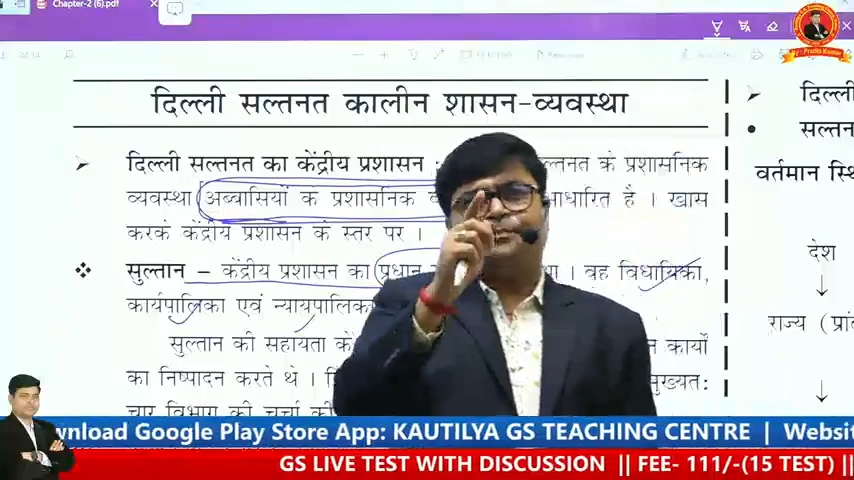 Chapter-2 (6).pdf
दिल्ली सल्तनत कालीन शासन-व्यवस्था
दिल्ली सल्तनत का केंद्रीय प्रशासन : सल्तनत के प्रशासनिक
व्यवस्था अब्बासियों के प्रशासनिक आधारित है । खास
करके केंद्रीय प्रशासन के स्तर पर ।
सुल्तान – केंद्रीय प्रशासन का प्रधान था । वह विधायिका,
कार्यपालिका एवं न्यायपालिका
सुल्तान की सहायता के कार्यों
का निष्पादन करते थे । मुख्यत:
चार विभाग की चर्चा की
दिल्ली
सल्तन
वर्तमान स्थि
देश
राज्य (प्रां
wnload Google Play Store App: KAUTILYA GS TEACHING CENTRE | Websit
GS LIVE TEST WITH DISCUSSION || FEE- 111/-(15 TEST) ||